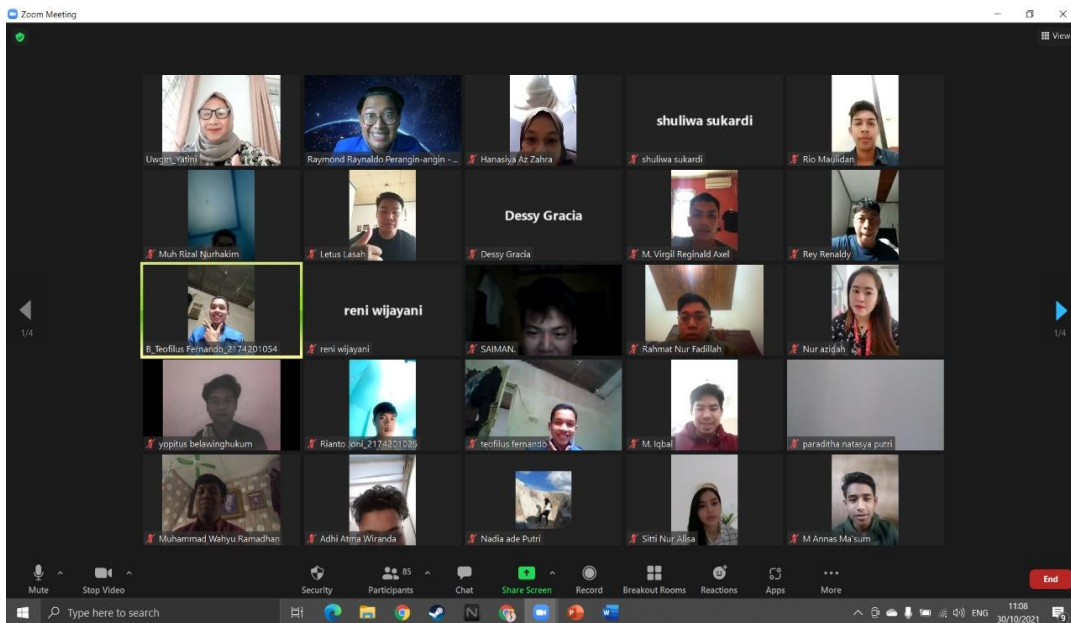 Zoom Meeting
View
Uwgm_Yatini
Raymond Raynaldo Perangin-angin - ...
Hanasiya Az Zahra
shuliwa sukardi
shuliwa sukardi
Rio Maulidan
Muh Rizal Nurhakim
Letus Lasah
Dessy Gracia
Dessy Gracia
M. Virgil Reginald Axel
Rey Renaldy
1/4
B_Teofilus Fernando_2174201054
reni wijayani
reni wijayani
SAIMAN.
Rahmat Nur Fadillah
Nur azidah
1/4
yopitus belawinghukum
Rianto Joni_2174201025
teofilus fernando
M. Iqbal
paraditha natasya putri
Muhammad Wahyu Ramadhan
Adhi Atma Wiranda
Nadia ade Putri
Sitti Nur Alisa
M Annas Ma'sum
Mute
Stop Video
Security
Participants
85
Chat
Share Screen
Record
Breakout Rooms
Reactions
Apps
More
End
Type here to search
ENG
11:08
30/10/2021
9